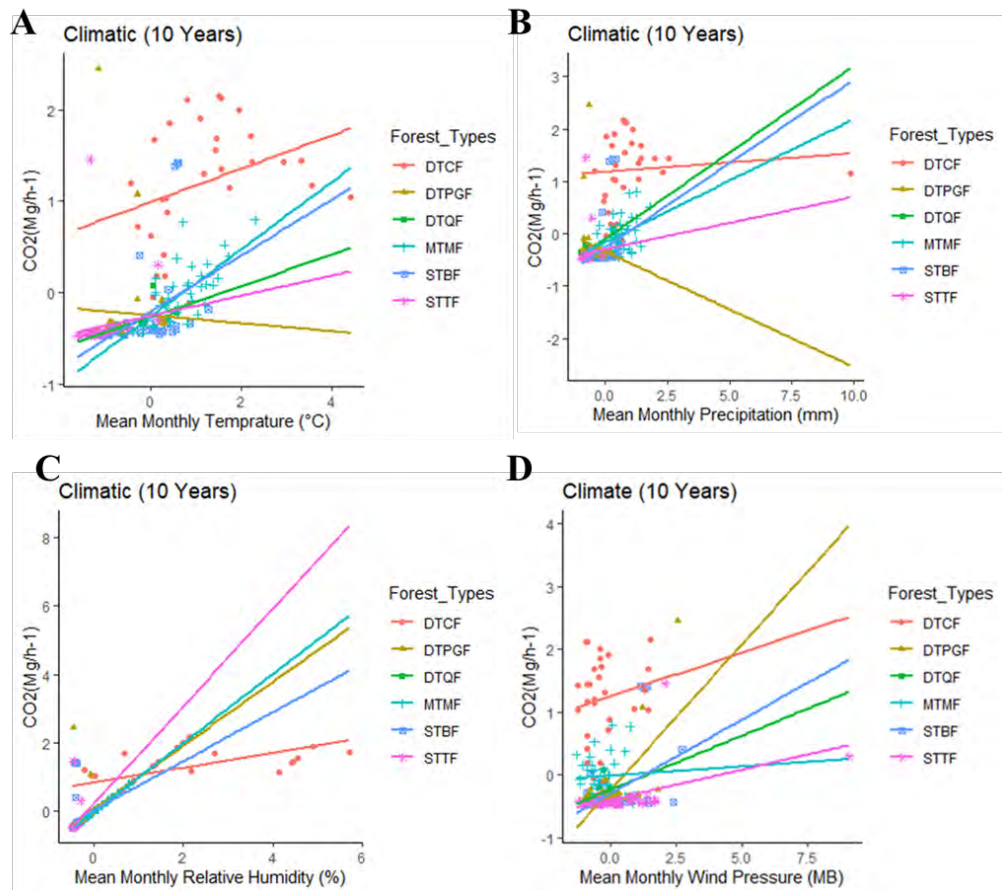 A
Climatic (10 Years)
CO2(Mg/h-1)
2
1
0
-1
0
2
4
Mean Monthly Temprature (°C)
Forest_Types
DTCF
DTPGF
DTQF
MTMF
STBF
STTF
B
Climatic (10 Years)
CO2(Mg/h-1)
3
2
1
0
-1
-2
0.0
2.5
5.0
7.5
10.0
Mean Monthly Precipitation (mm)
Forest_Types
DTCF
DTPGF
DTQF
MTMF
STBF
STTF
C
Climatic (10 Years)
CO2(Mg/h-1)
8
6
4
2
0
0
2
4
6
Mean Monthly Relative Humidity (%)
Forest_Types
DTCF
DTPGF
DTQF
MTMF
STBF
STTF
D
Climate (10 Years)
CO2(Mg/h-1)
4
3
2
1
0
-1
0.0
2.5
5.0
7.5
Mean Monthly Wind Pressure (MB)
Forest_Types
DTCF
DTPGF
DTQF
MTMF
STBF
STTF